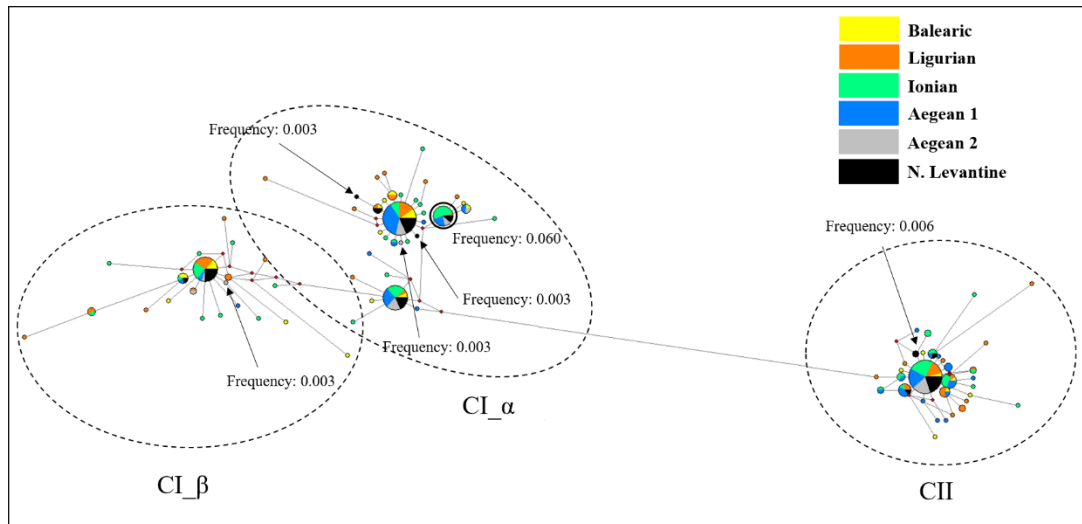 Balearic
Ligurian
Ionian
Aegean 1
Aegean 2
N. Levantine
Frequency: 0.003
Frequency: 0.060
Frequency: 0.006
Frequency: 0.003
Frequency: 0.003
Frequency: 0.003
CI_α
CI_β
CII